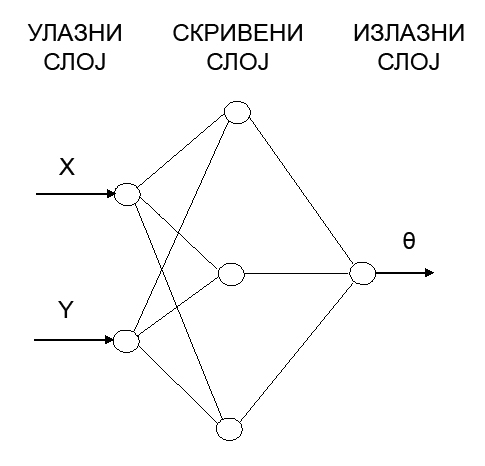 УЛАЗНИ СЛОЈ
СКРИВЕНИ СЛОЈ
ИЗЛАЗНИ СЛОЈ
X
Y
θ